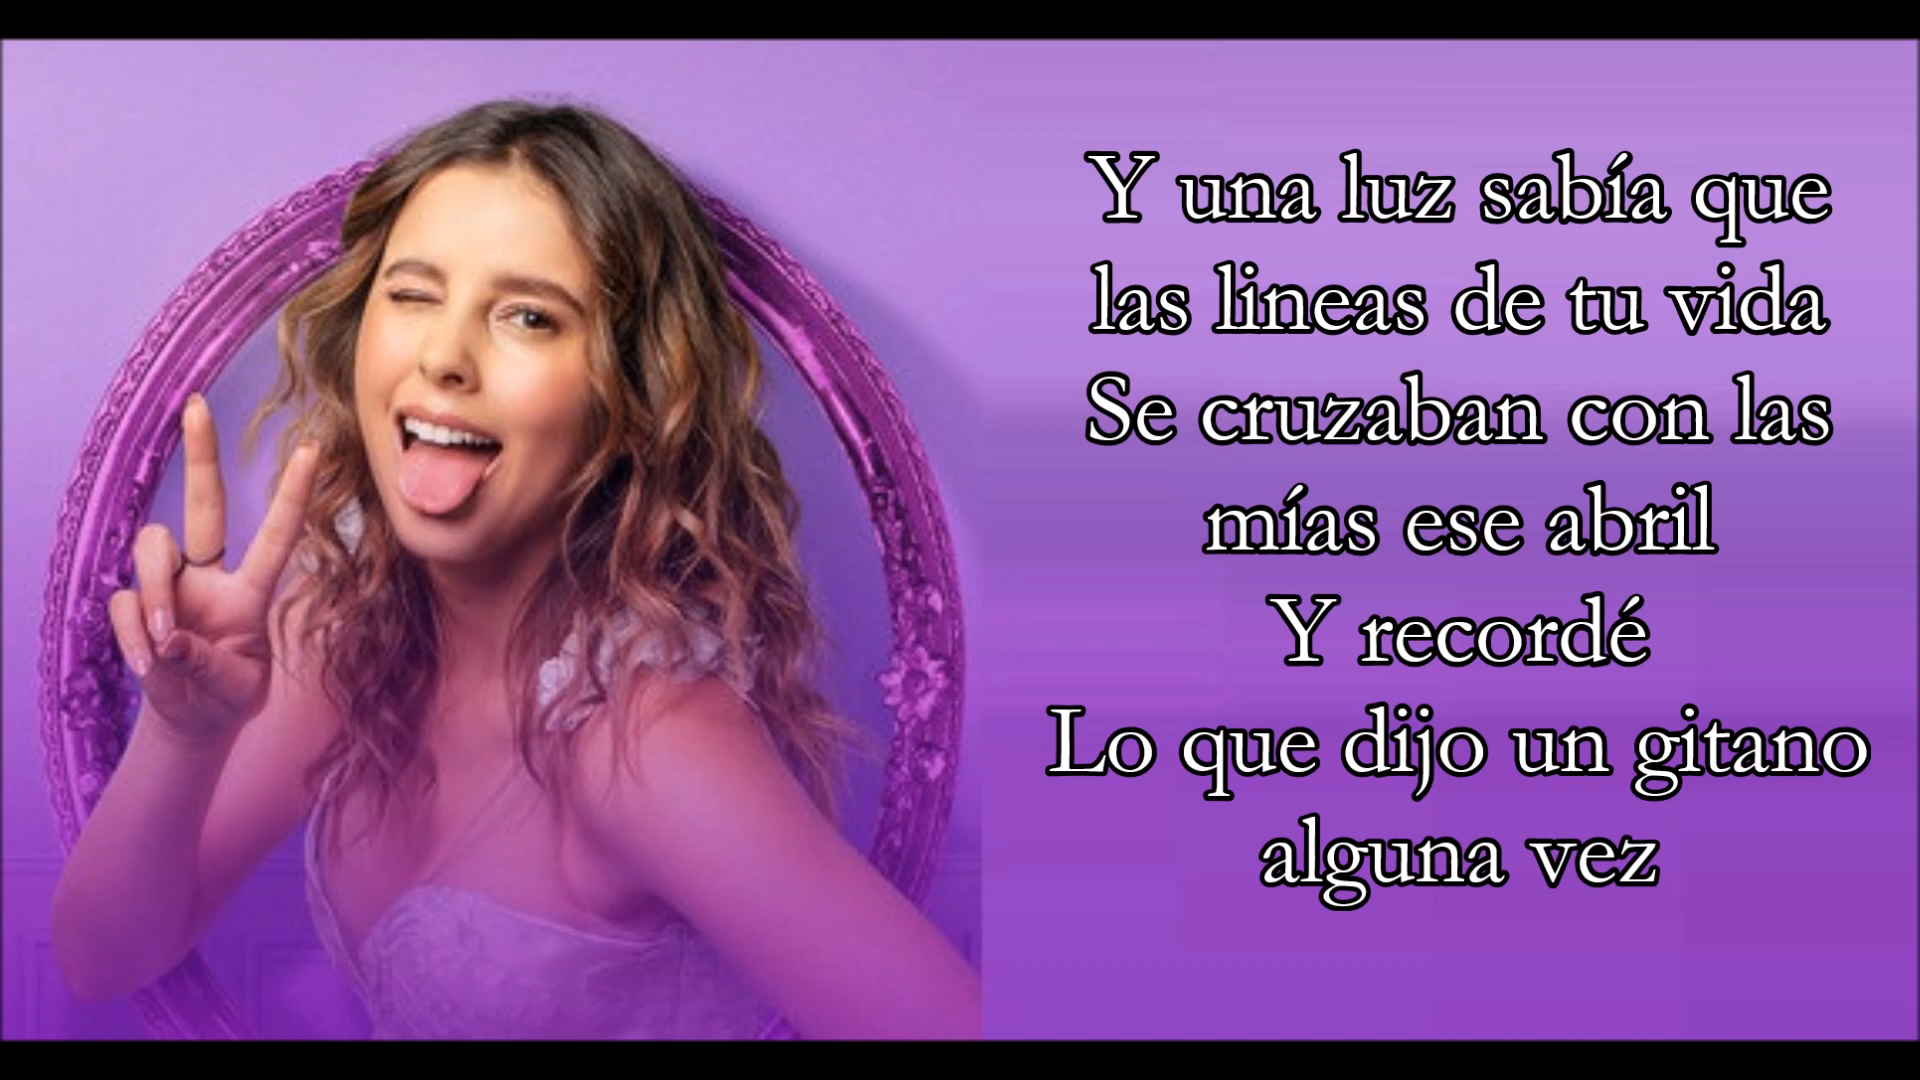 Y una luz sabía que
las lineas de tu vida
Se cruzaban con las
mías ese abril
Y recordé
Lo que dijo un gitano
alguna vez